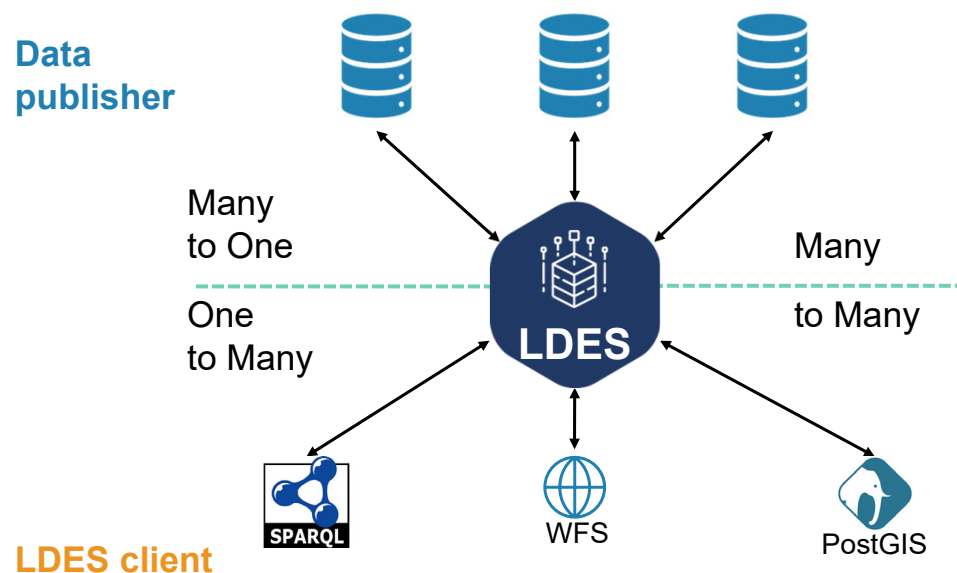 Data
publisher
Many
to One
Many
One
to Many
to Many
LDES
SPARQL
WFS
PostGIS
LDES client